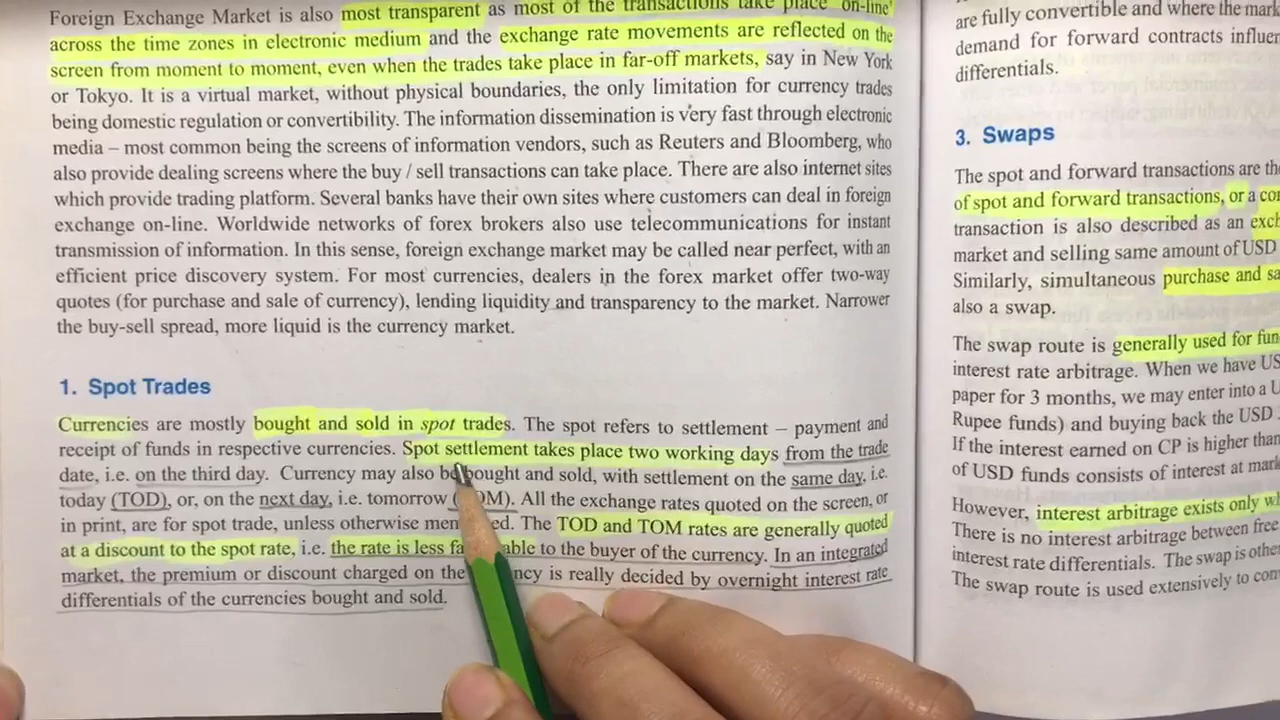 Foreign Exchange Market is also most transparent as most of the transactions take place 'on-line'
across the time zones in electronic medium and the exchange rate movements are reflected on the
screen from moment to moment, even when the trades take place in far-off markets, say in New York
or Tokyo. It is a virtual market, without physical boundaries, the only limitation for currency trades
being domestic regulation or convertibility. The information dissemination is very fast through electronic
media – most common being the screens of information vendors, such as Reuters and Bloomberg, who
also provide dealing screens where the buy / sell transactions can take place. There are also internet sites
which provide trading platform. Several banks have their own sites where customers can deal in foreign
exchange on-line. Worldwide networks of forex brokers also use telecommunications for instant
transmission of information. In this sense, foreign exchange market may be called near perfect, with an
efficient price discovery system. For most currencies, dealers in the forex market offer two-way
quotes (for purchase and sale of currency), lending liquidity and transparency to the market. Narrower
the buy-sell spread, more liquid is the currency market.
1. Spot Trades
Currencies are mostly bought and sold in spot trades. The spot refers to settlement – payment and
receipt of funds in respective currencies. Spot settlement takes place two working days from the trade
date, i.e. on the third day. Currency may also be bought and sold, with settlement on the same day, i.e.
today (TOD), or, on the next day, i.e. tomorrow OM). All the exchange rates quoted on the screen, or
in print, are for spot trade, unless otherwise men ed. The TOD and TOM rates are generally quoted
at a discount to the spot rate, i.e. the rate is less fa able to the buyer of the currency. In an integrated
market, the premium or discount charged on the ncy is really decided by overnight interest rate
differentials of the currencies bought and sold.
are fully convertible and where the mark
demand for forward contracts influen
differentials.
3. Swaps
The spot and forward transactions are the
of spot and forward transactions, or a co
transaction is also described as an exc
market and selling same amount of USD
Similarly, simultaneous purchase and sa
also a swap.
The swap route is generally used for fun
interest rate arbitrage. When we have US
paper for 3 months, we may enter into a U
Rupee funds) and buying back the USD
If the interest earned on CP is higher than
of USD funds consists of interest at mark
However, interest arbitrage exists only w
There is no interest arbitrage between free
interest rate differentials. The swap is othe
The swap route is used extensively to con